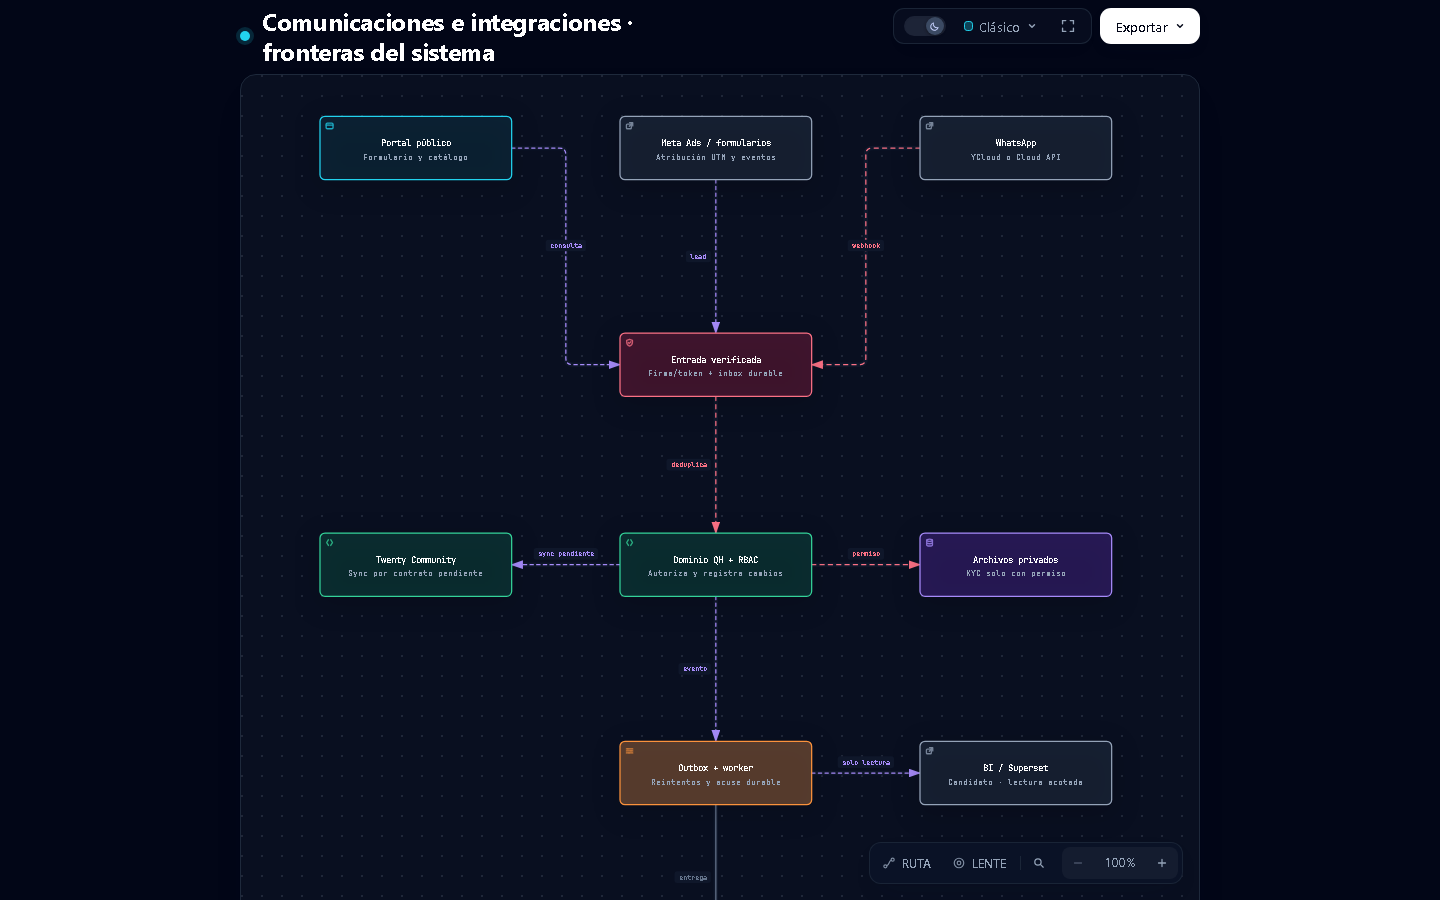 Comunicaciones e integraciones ·
fronteras del sistema
Clásico
Exportar
Portal público
Formulario y catálogo
Meta Ads / formularios
Atribución UTM y eventos
WhatsApp
YCloud o Cloud API
consulta
lead
webhook
Entrada verificada
Firma/token + inbox durable
deduplica
Twenty Community
Sync por contrato pendiente
sync pendiente
Dominio QH + RBAC
Autoriza y registra cambios
permiso
Archivos privados
KYC solo con permiso
evento
Outbox + worker
Reintentos y acuse durable
solo lectura
BI / Superset
Candidato · lectura acotada
entrega
RUTA
LENTE
− 100% +